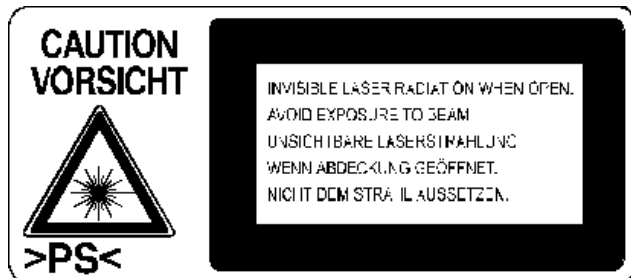 CAUTION
VORSICHT
>PS<
INVISIBLE LASER RADIATION WHEN OPEN.
AVOID EXPOSURE TO BEAM
UNSICHTBARE LASERSTRAHLUNG
WENN ABDECKUNG GEÖFFNET.
NICHT DEM STRAHL AUSSETZEN.